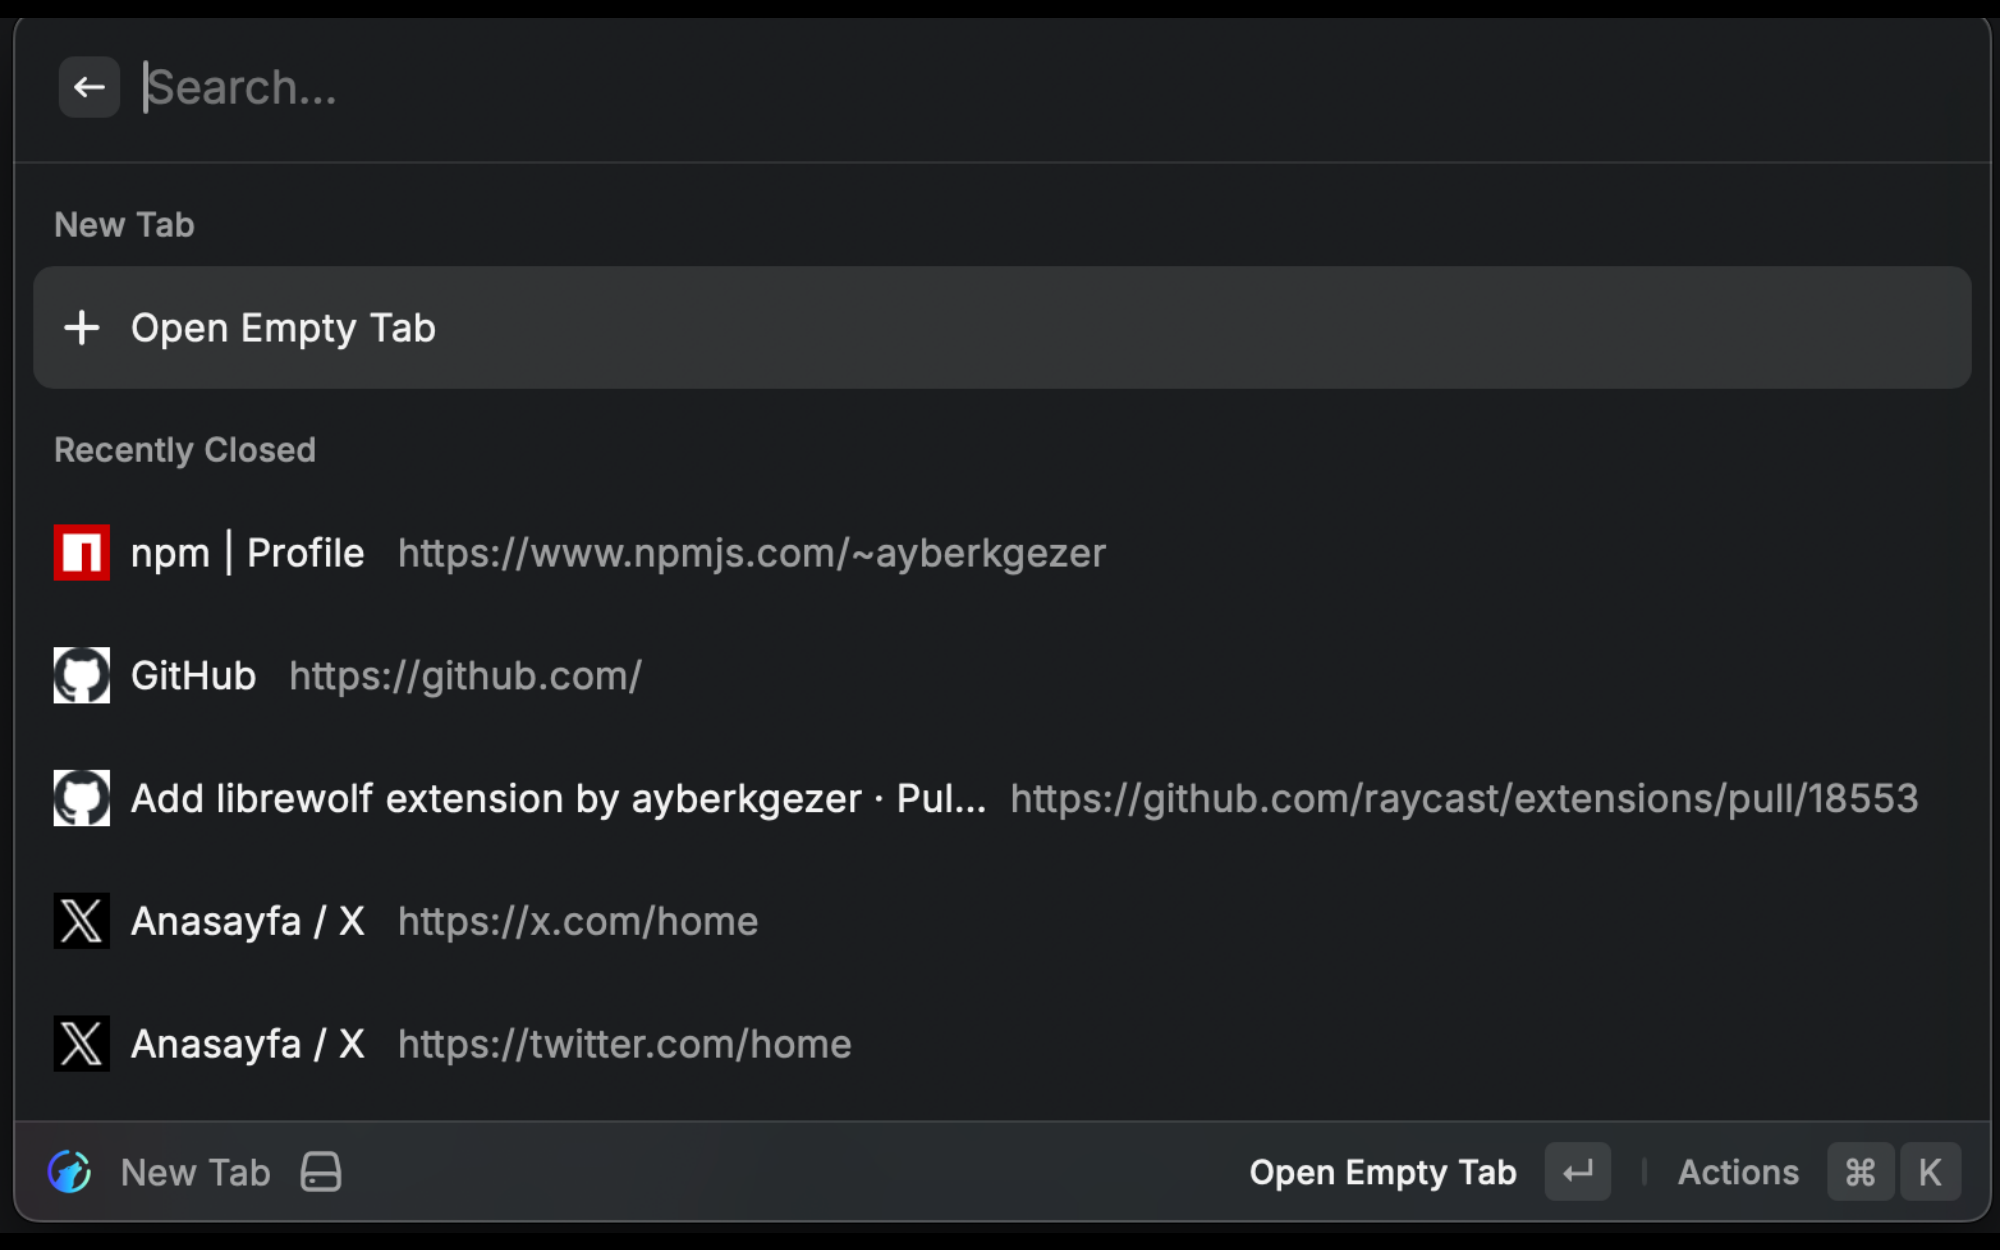 Search...
New Tab
Open Empty Tab
Recently Closed
npm | Profile https://www.npmjs.com/~ayberkgezer
GitHub https://github.com/
Add librewolf extension by ayberkgezer · Pul... https://github.com/raycast/extensions/pull/18553
Anasayfa / X https://x.com/home
Anasayfa / X https://twitter.com/home
New Tab Open Empty Tab ↵ | Actions ⌘ K